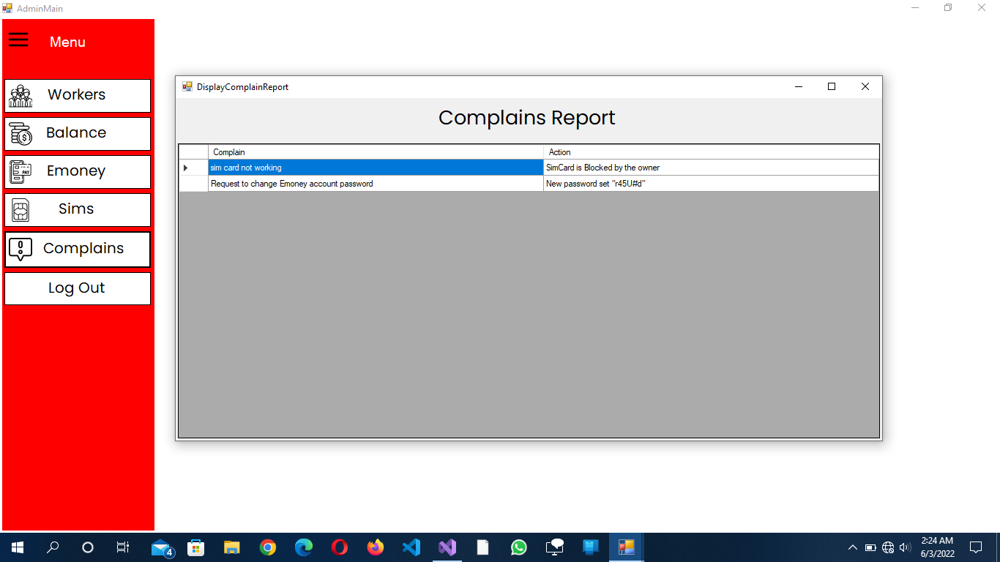 AdminMain
Menu
Workers
Balance
Emoney
PAY
Sims
Complains
Log Out
DisplayComplainReport
Complains Report
Complain Action
sim card not working SimCard is Blocked by the owner
Request to change Emoney account password New password set "r45U#d"
4
2:24 AM
6/3/2022